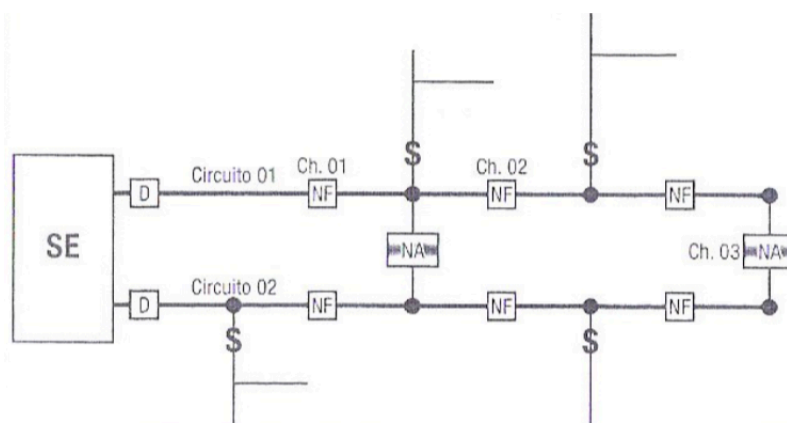 S
S
Circuito 01
Ch. 01
Ch. 02
D
NF
NF
NF
SE
NA
Ch. 03
NA
Circuito 02
D
NF
NF
NF
S
S